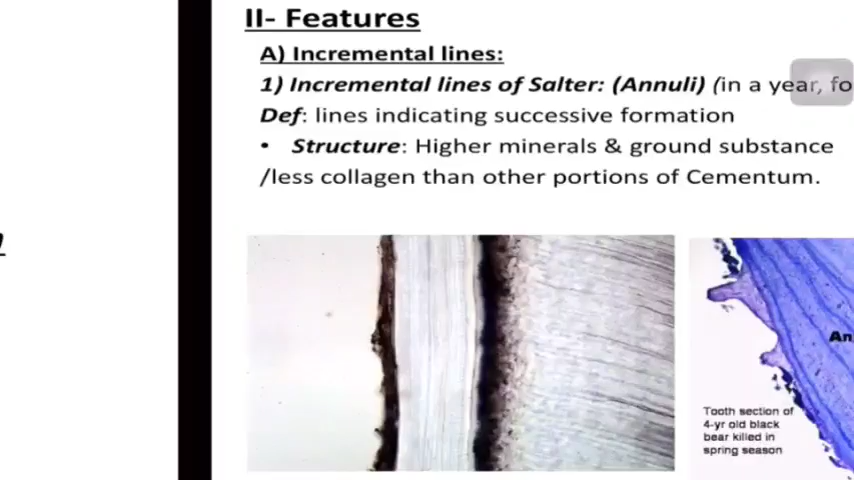 II- Features
A) Incremental lines:
1) Incremental lines of Salter: (Annuli) (in a year, fo
Def: lines indicating successive formation
• Structure: Higher minerals & ground substance
/less collagen than other portions of Cementum.
An
Tooth section of
4-yr old black
bear killed in
spring season